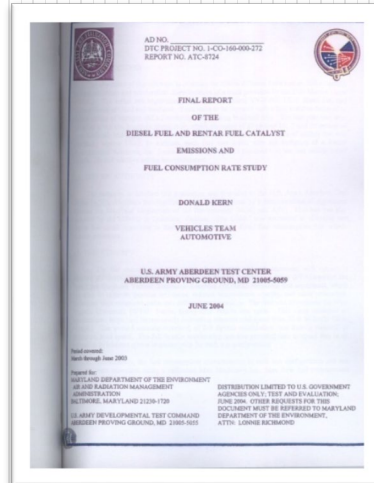 AD NO.
DTC PROJECT NO. 1-CO-160-000-272
REPORT NO. ATC-8724
FINAL REPORT
OF THE
DIESEL FUEL AND RENTAR FUEL CATALYST
EMISSIONS AND
FUEL CONSUMPTION RATE STUDY
DONALD KERN
VEHICLES TEAM
AUTOMOTIVE
U.S. ARMY ABERDEEN TEST CENTER
ABERDEEN PROVING GROUND, MD 21005-5059
JUNE 2004
Period covered:
March through June 2003
Prepared for:
MARYLAND DEPARTMENT OF THE ENVIRONMENT
AIR AND RADIATION MANAGEMENT
ADMINISTRATION
BALTIMORE, MARYLAND 21230-1720
U.S. ARMY DEVELOPMENTAL TEST COMMAND
ABERDEEN PROVING GROUND, MD 21005-5055
DISTRIBUTION LIMITED TO U.S. GOVERNMENT
AGENCIES ONLY; TEST AND EVALUATION;
JUNE 2004. OTHER REQUESTS FOR THIS
DOCUMENT MUST BE REFERRED TO MARYLAND
DEPARTMENT OF THE ENVIRONMENT,
ATTN: LONNIE RICHMOND